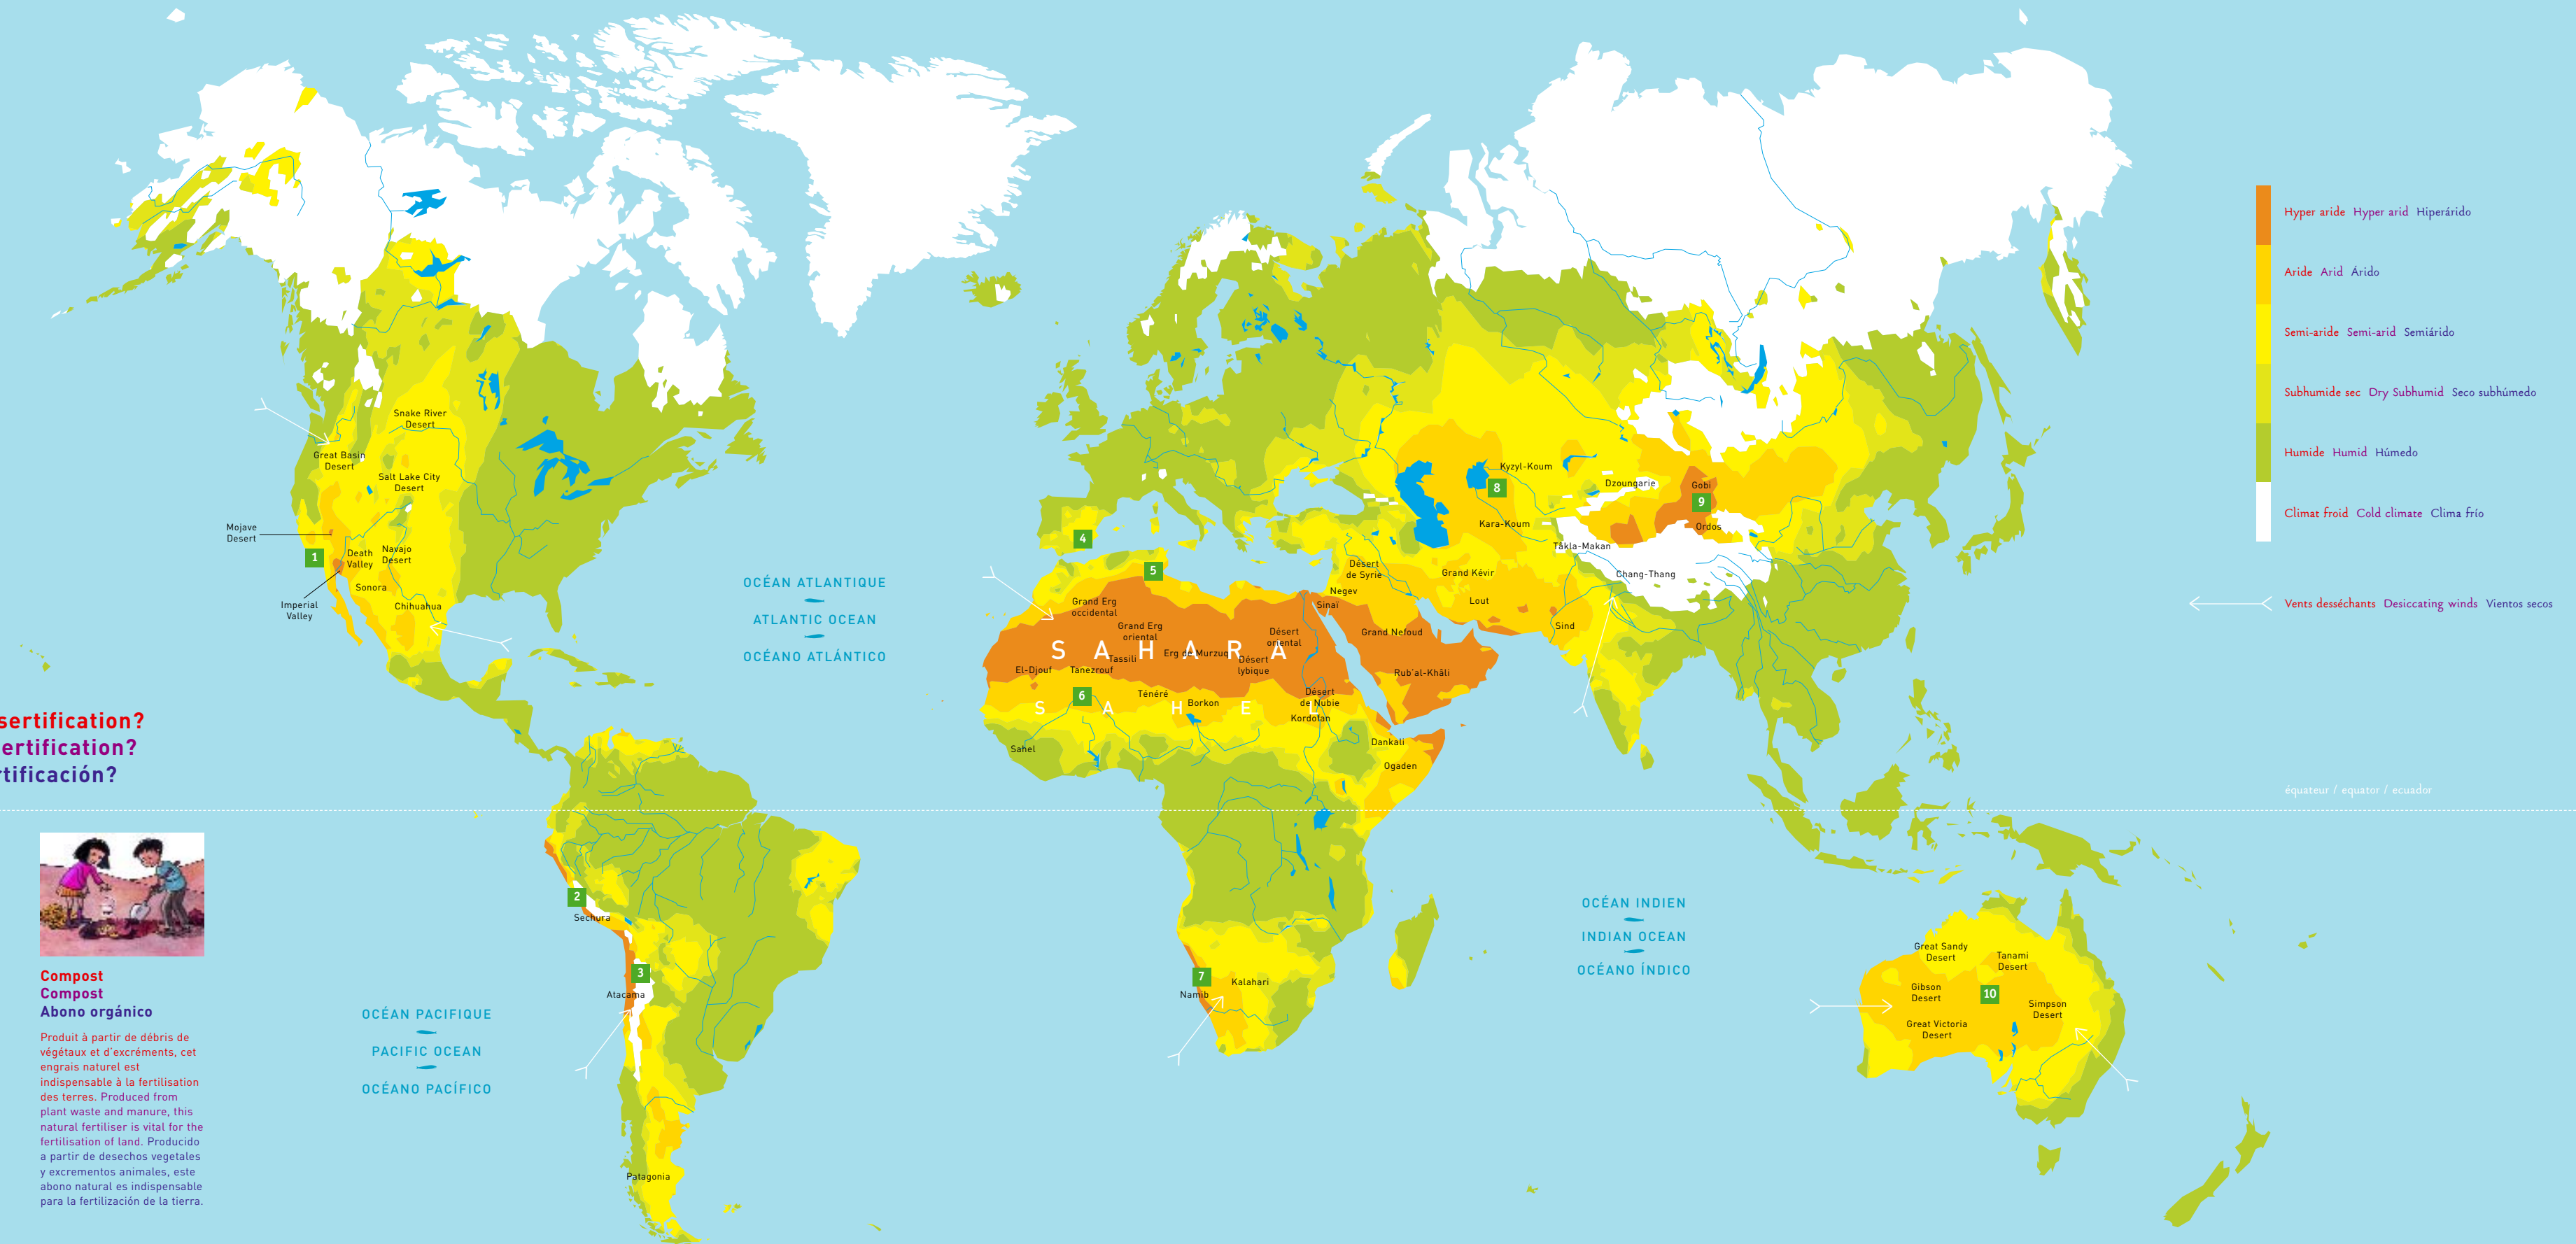 Hyper aride Hyper arid Hiperárido
Aride Arid Árido
Semi-aride Semi-arid Semiárido
Subhumide sec Dry Subhumid Seco subhúmedo
Humide Humid Húmedo
Climat froid Cold climate Clima frío
Vents desséchants Desiccating winds Vientos secos
équateur / equator / ecuador
Snake River
Desert
Great Basin
Desert
Salt Lake City
Desert
Mojave
Desert
1
Death
Valley
Navajo
Desert
Imperial
Valley
Sonora
Chihuahua
OCÉAN ATLANTIQUE
ATLANTIC OCEAN
OCÉANO ATLÁNTICO
4
5
Grand Erg
occidental
Grand Erg
oriental
SAHARA
Erg de Murzuq
Tassili
El-Djouf
Tanezrouf
Désert
oriental
Désert
lybique
6
Ténéré
Borkon
Désert
de Nubie
SAHEL
Kordofan
Sahel
Dankali
Ogaden
Désert
de Syrie
Negev
Sinaï
Grand Nefoud
Rub'al-Khâli
Kyzyl-Koum
8
Kara-Koum
Grand Kévir
Lout
Sind
Dzoungarie
Gobi
9
Ordos
Tâkla-Makan
Chang-Thang
sertification?
ertification?
rtificación?
Compost
Compost
Abono orgánico
Produit à partir de débris de
végétaux et d'excréments, cet
engrais naturel est
indispensable à la fertilisation
des terres. Produced from
plant waste and manure, this
natural fertiliser is vital for the
fertilisation of land. Producido
a partir de desechos vegetales
y excrementos animales, este
abono natural es indispensable
para la fertilización de la tierra.
OCÉAN PACIFIQUE
PACIFIC OCEAN
OCÉANO PACÍFICO
2
Sechura
3
Atacama
Patagonia
7
Namib
Kalahari
OCÉAN INDIEN
INDIAN OCEAN
OCÉANO ÍNDICO
Great Sandy
Desert
Tanami
Desert
Gibson
Desert
10
Simpson
Desert
Great Victoria
Desert